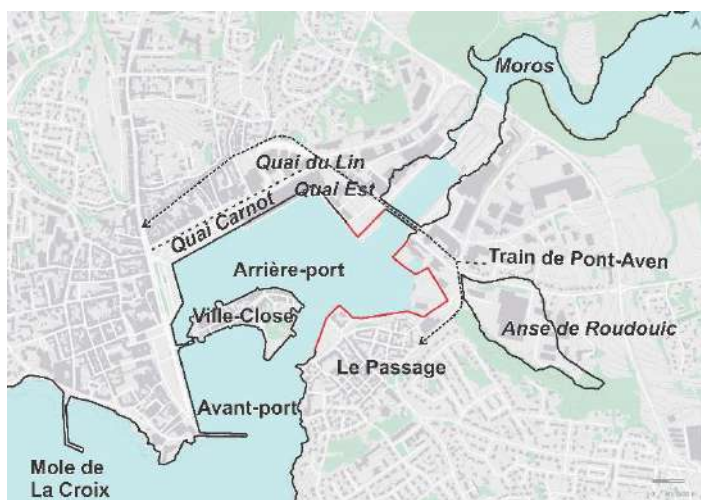 Moros
Quai du Lin
Quai Est
Quai Carnot
Train de Pont-Aven
Arrière-port
Ville-Close
Anse de Roudouic
Le Passage
Avant-port
Mole de
La Croix